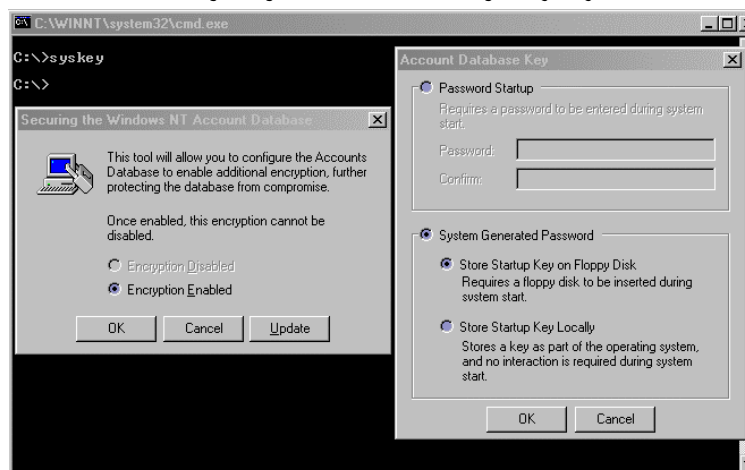 C:\WINNT\system32\cmd.exe
C:\>syskey
C:\>
Securing the Windows NT Account Database
This tool will allow you to configure the Accounts
Database to enable additional encryption, further
protecting the database from compromise.
Once enabled, this encryption cannot be
disabled.
Encryption Disabled
Encryption Enabled
OK
Cancel
Update
Account Database Key
Password Startup
Requires a password to be entered during system
start.
Password:
Confirm:
System Generated Password
Store Startup Key on Floppy Disk
Requires a floppy disk to be inserted during
system start.
Store Startup Key Locally
Stores a key as part of the operating system,
and no interaction is required during system
start.
OK
Cancel